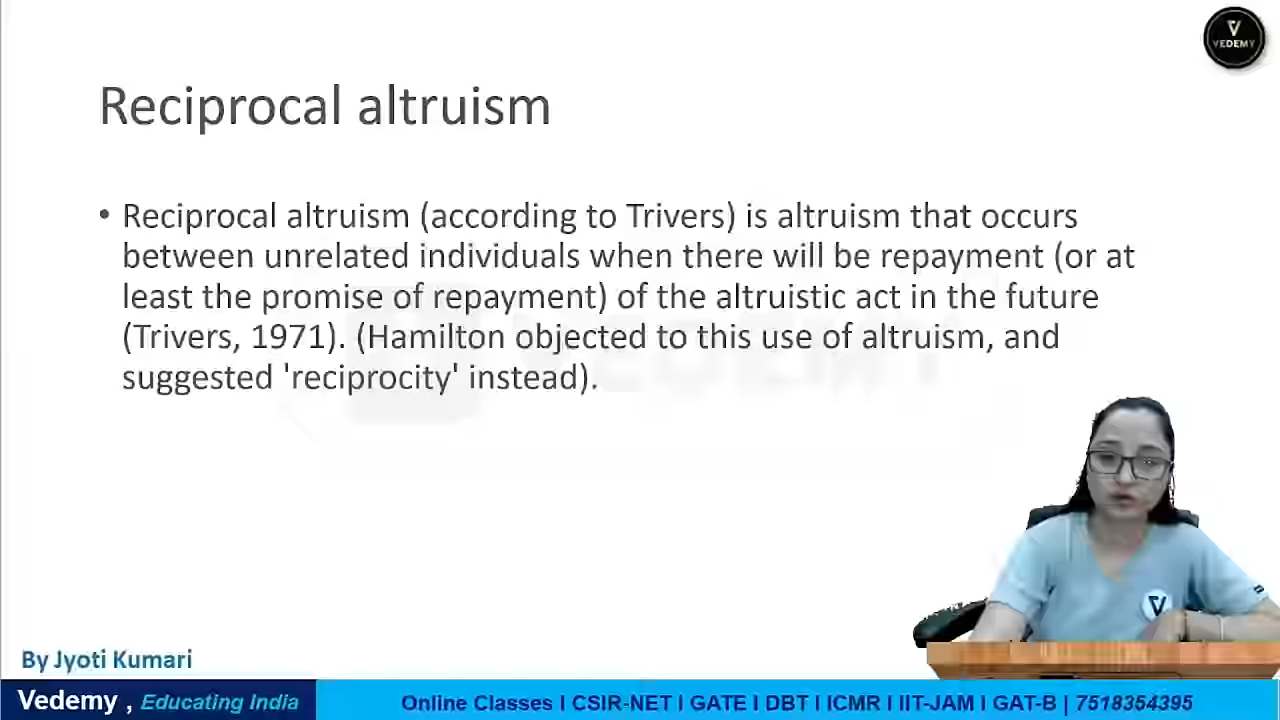 VEDEMY
Reciprocal altruism
• Reciprocal altruism (according to Trivers) is altruism that occurs
between unrelated individuals when there will be repayment (or at
least the promise of repayment) of the altruistic act in the future
(Trivers, 1971). (Hamilton objected to this use of altruism, and
suggested 'reciprocity' instead).
By Jyoti Kumari
Vedemy , Educating India
Online Classes I CSIR-NET I GATE I DBT I ICMR I IIT-JAM I GAT-B | 7518354395